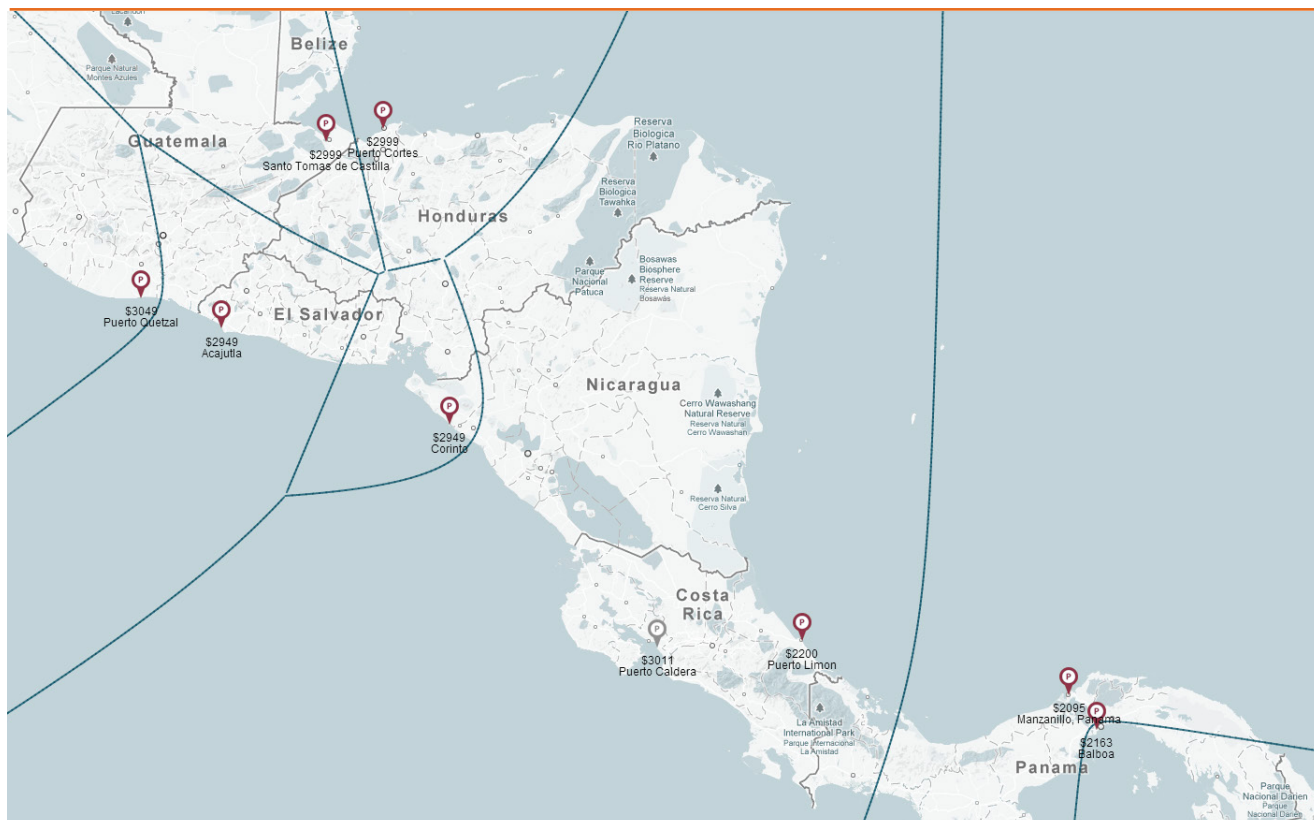 Lacandon
Belize
Parque Natural
Montes Azules
P
P
Guatemala
$2999
$2999
Puerto Cortes
Santo Tomas de Castilla
Reserva
Biologica
Rio Platano
Reserva
Biologica
Tawahka
Honduras
Bosawas
Biosphere
Reserve
Reserva Natural
Bosawás
Parque
Nacional
Patuca
P
$3049
Puerto Quetzal
P
El Salvador
$2949
Acajutla
Nicaragua
P
Cerro Wawashang
Natural Reserve
Reserva Natural
Cerro Wawashan
$2949
Corinto
Reserva Natural
Cerro Silva
Costa
Rica
P
P
$3011
Puerto Caldera
$2200
Puerto Limon
P
$2095
Manzanillo, Panama
P
$2163
Balboa
La Amistad
International Park
Parque Internacional
La Amistad
Panama
Parque
Nacional Darien
Parque
Nacional Darien